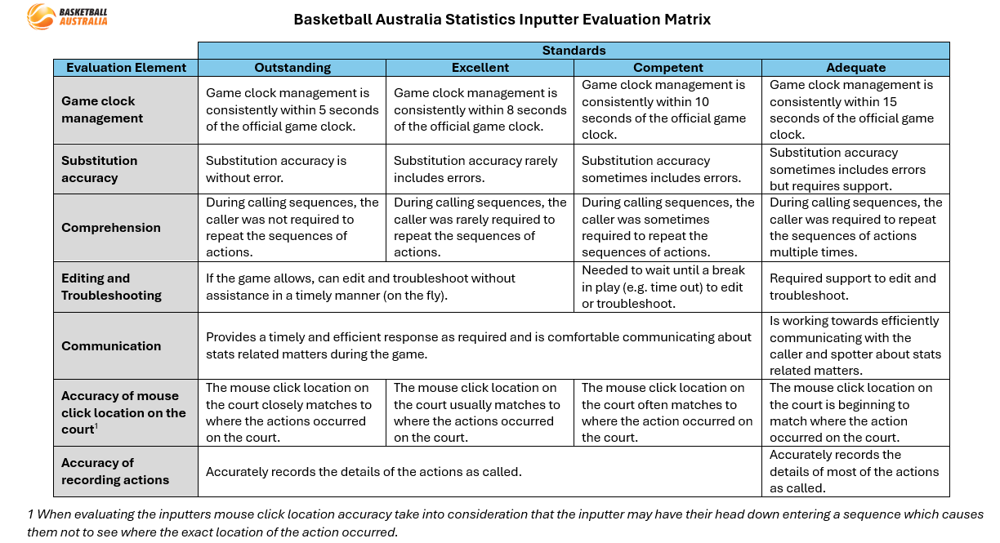 BASKETBALL
AUSTRALIA
Basketball Australia Statistics Inputter Evaluation Matrix
Standards
Evaluation Element
Outstanding
Excellent
Competent
Adequate
Game clock
management
Game clock management is
consistently within 5 seconds
of the official game clock.
Game clock management is
consistently within 8 seconds
of the official game clock.
Game clock management is
consistently within 10
seconds of the official game
clock.
Game clock management is
consistently within 15
seconds of the official game
clock.
Substitution
accuracy
Substitution accuracy is
without error.
Substitution accuracy rarely
includes errors.
Substitution accuracy
sometimes includes errors.
Substitution accuracy
sometimes includes errors
but requires support.
Comprehension
During calling sequences, the
caller was not required to
repeat the sequences of
actions.
During calling sequences, the
caller was rarely required to
repeat the sequences of
actions.
During calling sequences, the
caller was sometimes
required to repeat the
sequences of actions.
During calling sequences, the
caller was required to repeat
the sequences of actions
multiple times.
Editing and
Troubleshooting
If the game allows, can edit and troubleshoot without
assistance in a timely manner (on the fly).
Needed to wait until a break
in play (e.g. time out) to edit
or troubleshoot.
Required support to edit and
troubleshoot.
Communication
Provides a timely and efficient response as required and is comfortable communicating about
stats related matters during the game.
Is working towards efficiently
communicating with the
caller and spotter about stats
related matters.
Accuracy of mouse
click location on the
court¹
The mouse click location on
the court closely matches to
where the actions occurred
on the court.
The mouse click location on
the court usually matches to
where the actions occurred
on the court.
The mouse click location on
the court often matches to
where the action occurred on
the court.
The mouse click location on
the court is beginning to
match where the action
occurred on the court.
Accuracy of
recording actions
Accurately records the details of the actions as called.
Accurately records the
details of most of the actions
as called.
1 When evaluating the inputters mouse click location accuracy take into consideration that the inputter may have their head down entering a sequence which causes
them not to see where the exact location of the action occurred.